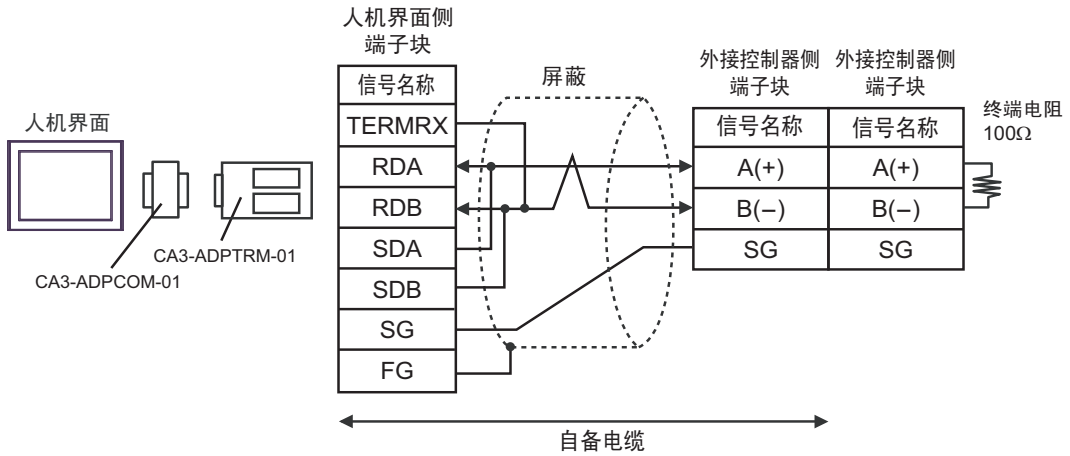 人机界面侧
端子块
信号名称
TERMRX
RDA
RDB
SDA
SDB
SG
FG
屏蔽
人机界面
CA3-ADPTRM-01
CA3-ADPCOM-01
外接控制器侧
端子块
信号名称
A(+)
B(−)
SG
外接控制器侧
端子块
信号名称
A(+)
B(−)
SG
终端电阻
100Ω
自备电缆